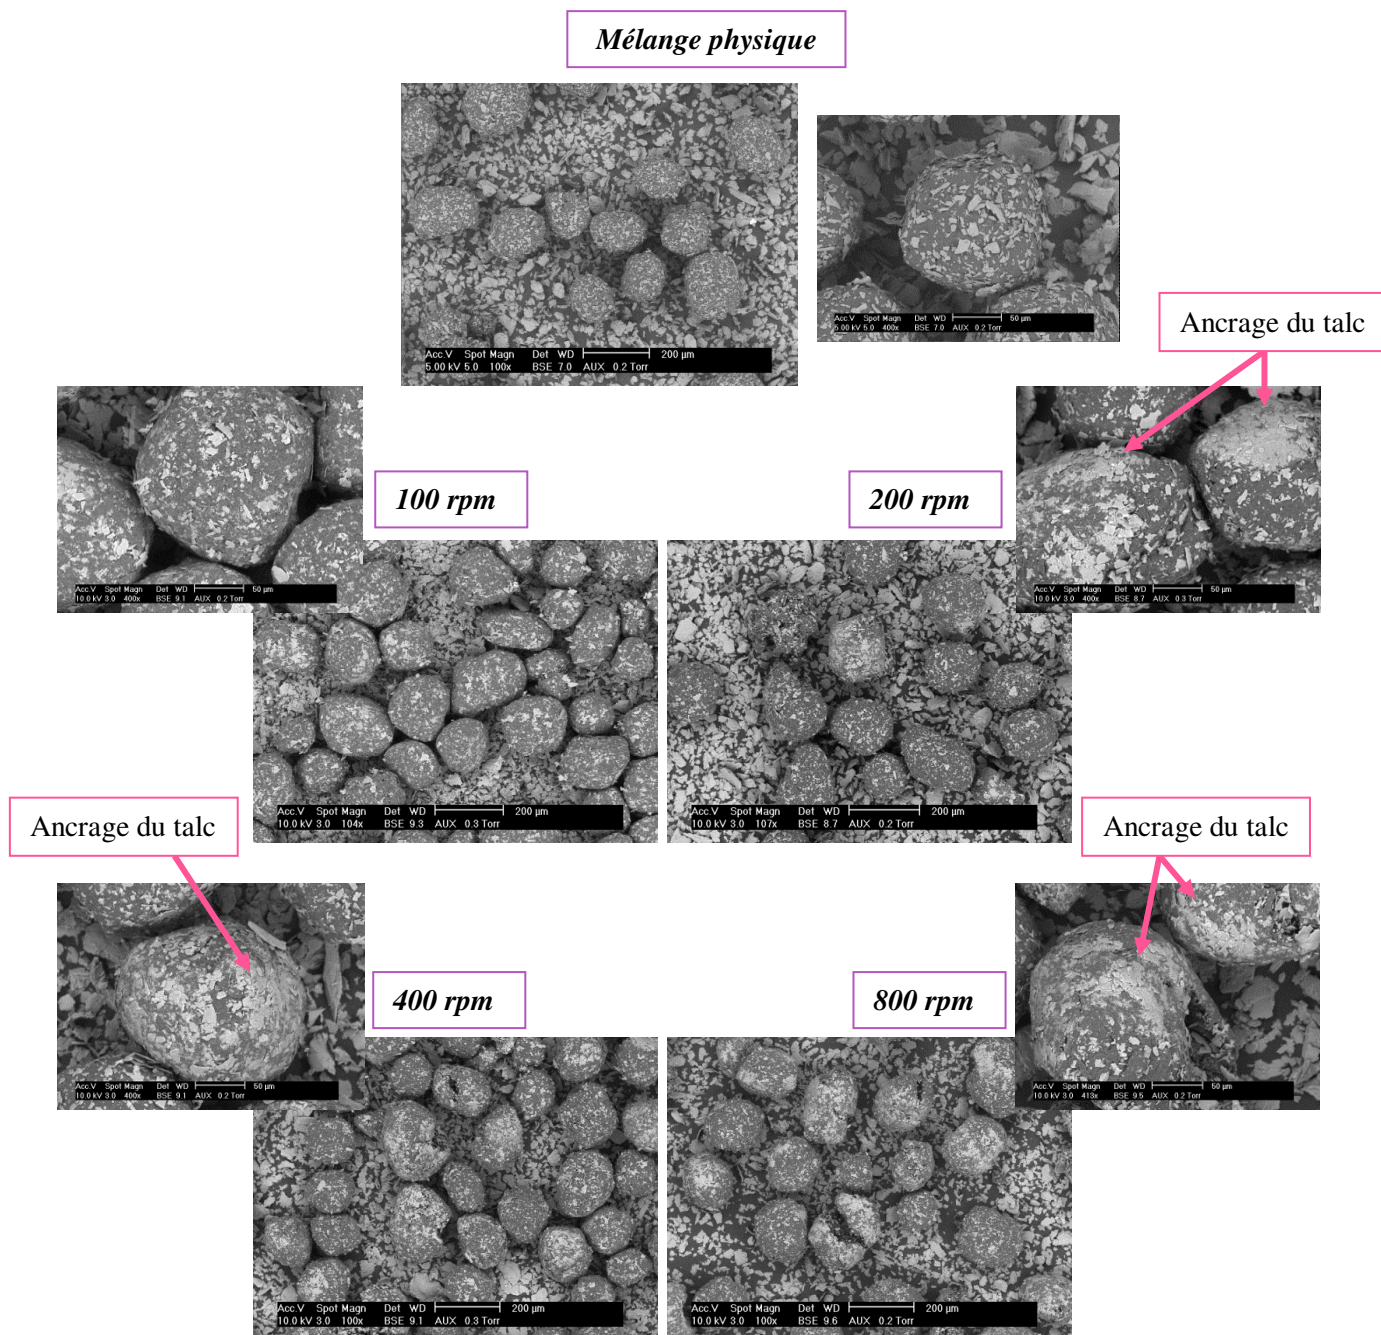 Mélange physique
Acc.V Spot Magn Det WD 200 µm
5.00 kV 5.0 100x BSE 7.0 AUX 0.2 Torr
Acc.V Spot Magn Det WD 50 µm
5.00 kV 5.0 400x BSE 7.0 AUX 0.2 Torr
Ancrage du talc
Acc.V Spot Magn Det WD 50 µm
10.0 kV 3.0 400x BSE 9.1 AUX 0.2 Torr
100 rpm
200 rpm
Acc.V Spot Magn Det WD 50 µm
10.0 kV 3.0 400x BSE 8.7 AUX 0.3 Torr
Acc.V Spot Magn Det WD 200 µm
10.0 kV 3.0 104x BSE 9.3 AUX 0.3 Torr
Acc.V Spot Magn Det WD 200 µm
10.0 kV 3.0 107x BSE 8.7 AUX 0.2 Torr
Ancrage du talc
Ancrage du talc
Acc.V Spot Magn Det WD 50 µm
10.0 kV 3.0 400x BSE 9.1 AUX 0.2 Torr
400 rpm
800 rpm
Acc.V Spot Magn Det WD 50 µm
10.0 kV 3.0 413x BSE 9.5 AUX 0.2 Torr
Acc.V Spot Magn Det WD 200 µm
10.0 kV 3.0 100x BSE 9.1 AUX 0.3 Torr
Acc.V Spot Magn Det WD 200 µm
10.0 kV 3.0 100x BSE 9.6 AUX 0.2 Torr